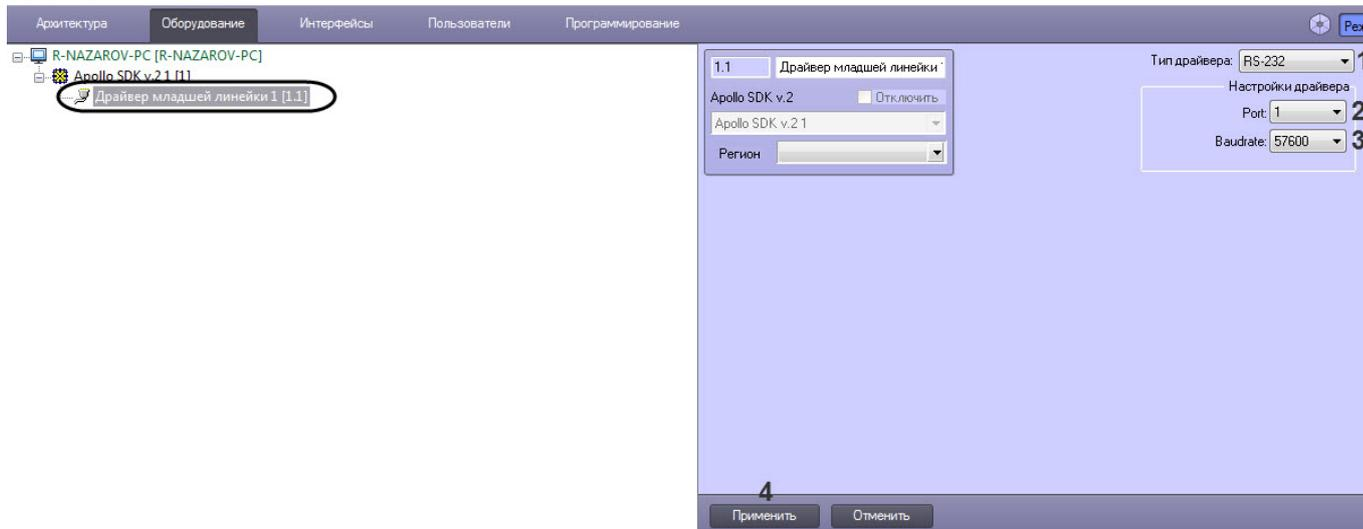 Архитектура Оборудование Интерфейсы Пользователи Программирование Реж
R-NAZAROV-PC [R-NAZAROV-PC]
Apollo SDK v.2 1 [1]
Драйвер младшей линейки 1 [1.1]
1.1 Драйвер младшей линейки
Apollo SDK v.2 Отключить
Apollo SDK v.2 1
Регион
Тип драйвера: RS-232 1
Настройки драйвера
Port: 1 2
Baudrate: 57600 3
4
Применить Отменить